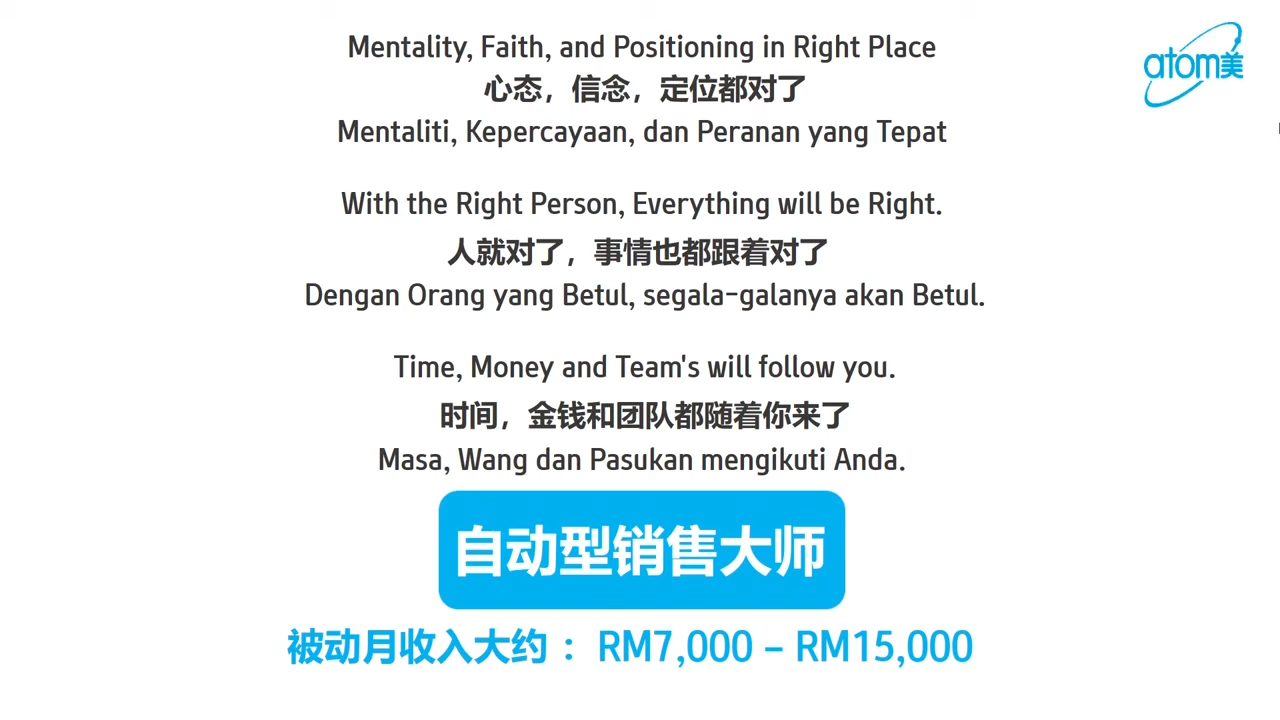 Mentality, Faith, and Positioning in Right Place
atom美
心态，信念，定位都对了
Mentaliti, Kepercayaan, dan Peranan yang Tepat
With the Right Person, Everything will be Right.
人就对了，事情也都跟着对了
Dengan Orang yang Betul, segala-galanya akan Betul.
Time, Money and Team's will follow you.
时间，金钱和团队都随着你来了
Masa, Wang dan Pasukan mengikuti Anda.
自动型销售大师
被动月收入大约：RM7,000 – RM15,000